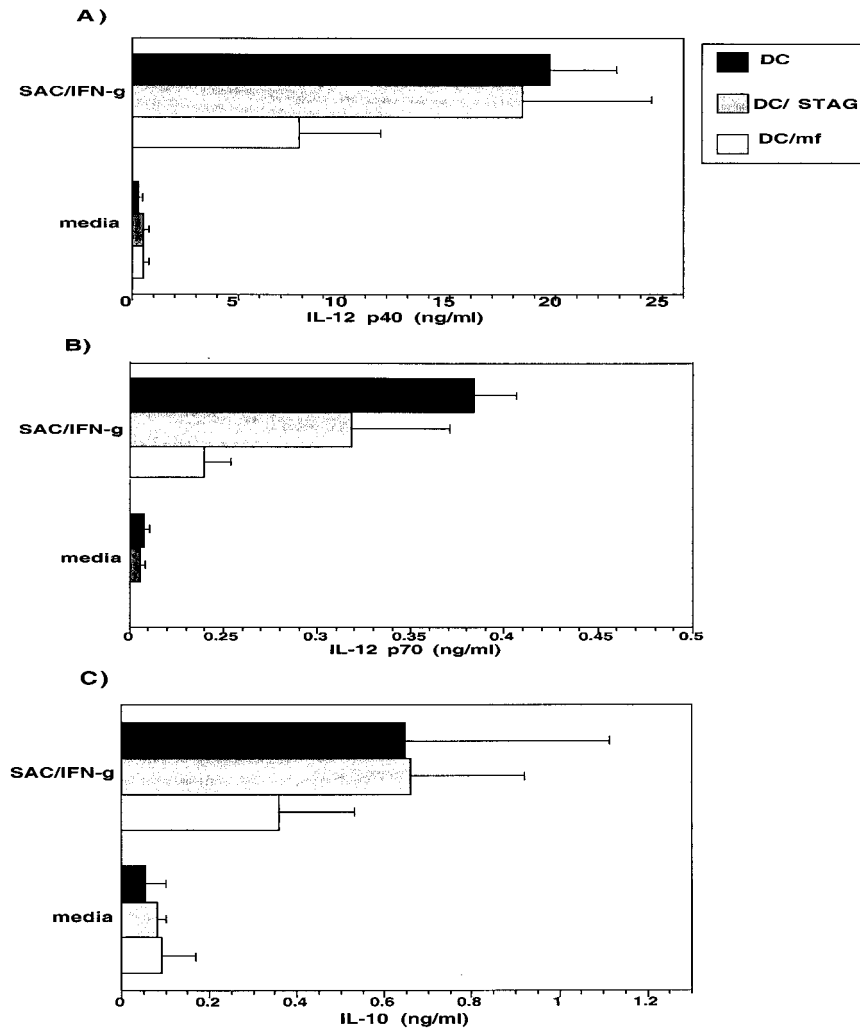 A)
SAC/IFN-g
media
0 5 10 15 20 25
IL-12 p40 (ng/ml)
DC
DC/ STAG
DC/mf
B)
SAC/IFN-g
media
0 0.25 0.3 0.35 0.4 0.45 0.5
IL-12 p70 (ng/ml)
C)
SAC/IFN-g
media
0 0.2 0.4 0.6 0.8 1 1.2
IL-10 (ng/ml)